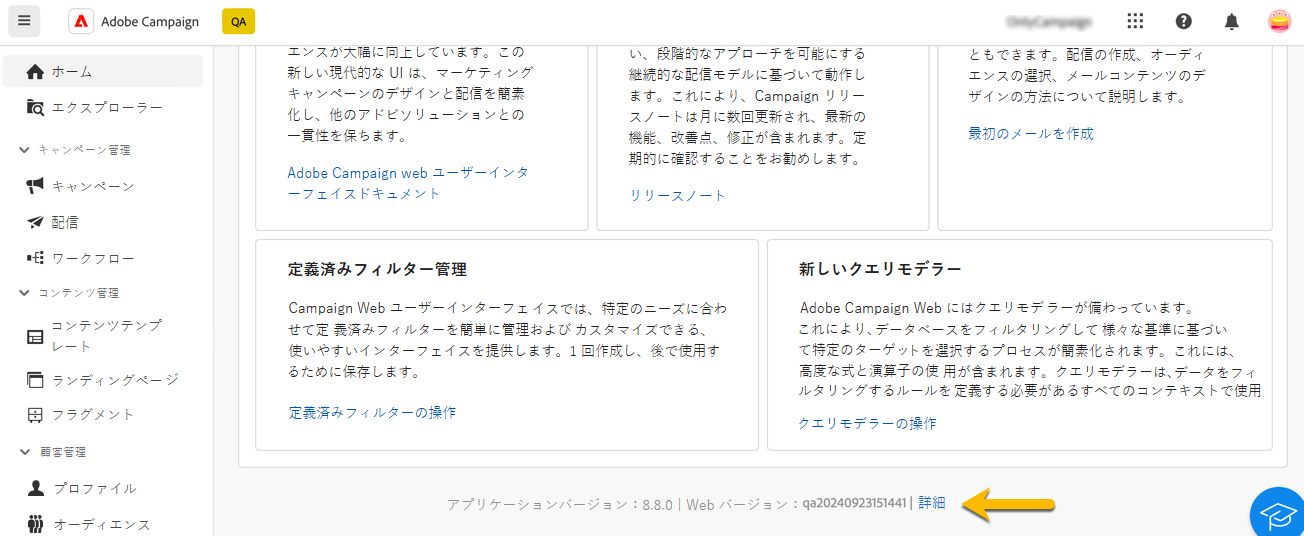 Adobe Campaign
QA
ホーム
エクスプローラー
キャンペーン管理
キャンペーン
配信
ワークフロー
コンテンツ管理
コンテンツテンプ
レート
ランディングページ
フラグメント
顧客管理
プロファイル
オーディエンス
エンスが大幅に向上しています。この
新しい現代的な UI は、マーケティング
キャンペーンのデザインと配信を簡素
化し、他のアドビソリューションとの
一貫性を保ちます。
Adobe Campaign web ユーザーインタ
ーフェイスドキュメント
い、段階的なアプローチを可能にする
継続的な配信モデルに基づいて動作し
ます。これにより、Campaign リリー
スノートは月に数回更新され、最新の
機能、改善点、修正が含まれます。定
期的に確認することをお勧めします。
リリースノート
ともできます。配信の作成、オーディ
エンスの選択、メールコンテンツのデ
ザインの方法について説明します。
最初のメールを作成
定義済みフィルター管理
Campaign Web ユーザーインターフェイスでは、特定のニーズに合わ
せて定 義済みフィルターを簡単に管理および カスタマイズできる、
使いやすいインターフェイスを提供します。1 回作成し、後で使用す
るために保存します。
定義済みフィルターの操作
新しいクエリモデラー
Adobe Campaign Web にはクエリモデラーが備わっています。
これにより、データベースをフィルタリングして 様々な基準に基づい
て特定のターゲットを選択するプロセスが簡素化されます。これには、
高度な式と演算子の使 用が含まれます。クエリモデラーは、データをフィ
ルタリングするルールを 定義する必要があるすべてのコンテキストで使用
クエリモデラーの操作
アプリケーションバージョン：8.8.0 | Web バージョン：qa20240923151441 | 詳細